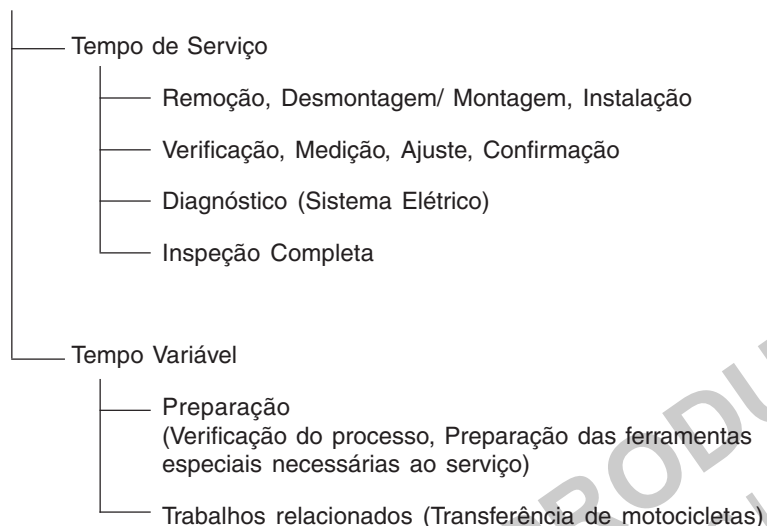 Tempo de Serviço
Remoção, Desmontagem/ Montagem, Instalação
Verificação, Medição, Ajuste, Confirmação
Diagnóstico (Sistema Elétrico)
Inspeção Completa
Tempo Variável
Preparação
(Verificação do processo, Preparação das ferramentas
especiais necessárias ao serviço)
Trabalhos relacionados (Transferência de motocicletas)